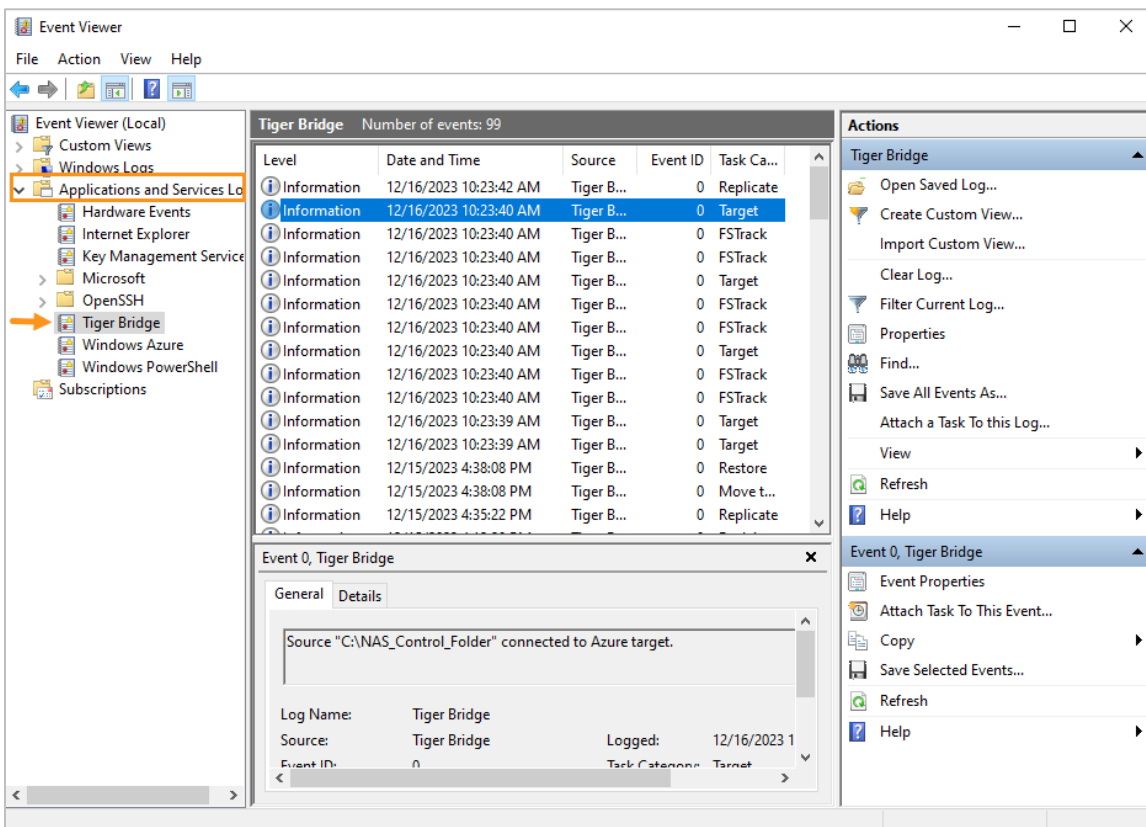 Event Viewer
File Action View Help
Event Viewer (Local)
Custom Views
Windows Logs
Applications and Services Lo
Hardware Events
Internet Explorer
Key Management Service
Microsoft
OpenSSH
Tiger Bridge
Windows Azure
Windows PowerShell
Subscriptions
Tiger Bridge Number of events: 99
Level Date and Time Source Event ID Task Ca...
Information 12/16/2023 10:23:42 AM Tiger B... 0 Replicate
Information 12/16/2023 10:23:40 AM Tiger B... 0 Target
Information 12/16/2023 10:23:40 AM Tiger B... 0 FSTrack
Information 12/16/2023 10:23:40 AM Tiger B... 0 FSTrack
Information 12/16/2023 10:23:40 AM Tiger B... 0 Target
Information 12/16/2023 10:23:40 AM Tiger B... 0 FSTrack
Information 12/16/2023 10:23:40 AM Tiger B... 0 FSTrack
Information 12/16/2023 10:23:40 AM Tiger B... 0 Target
Information 12/16/2023 10:23:40 AM Tiger B... 0 FSTrack
Information 12/16/2023 10:23:40 AM Tiger B... 0 FSTrack
Information 12/16/2023 10:23:39 AM Tiger B... 0 Target
Information 12/16/2023 10:23:39 AM Tiger B... 0 Target
Information 12/15/2023 4:38:08 PM Tiger B... 0 Restore
Information 12/15/2023 4:38:08 PM Tiger B... 0 Move t...
Information 12/15/2023 4:35:22 PM Tiger B... 0 Replicate
Event 0, Tiger Bridge
General Details
Source "C:\NAS_Control_Folder" connected to Azure target.
Log Name: Tiger Bridge
Source: Tiger Bridge Logged: 12/16/2023 1
Event ID: 0 Task Category: Target
Actions
Tiger Bridge
Open Saved Log...
Create Custom View...
Import Custom View...
Clear Log...
Filter Current Log...
Properties
Find...
Save All Events As...
Attach a Task To this Log...
View
Refresh
Help
Event 0, Tiger Bridge
Event Properties
Attach Task To This Event...
Copy
Save Selected Events...
Refresh
Help